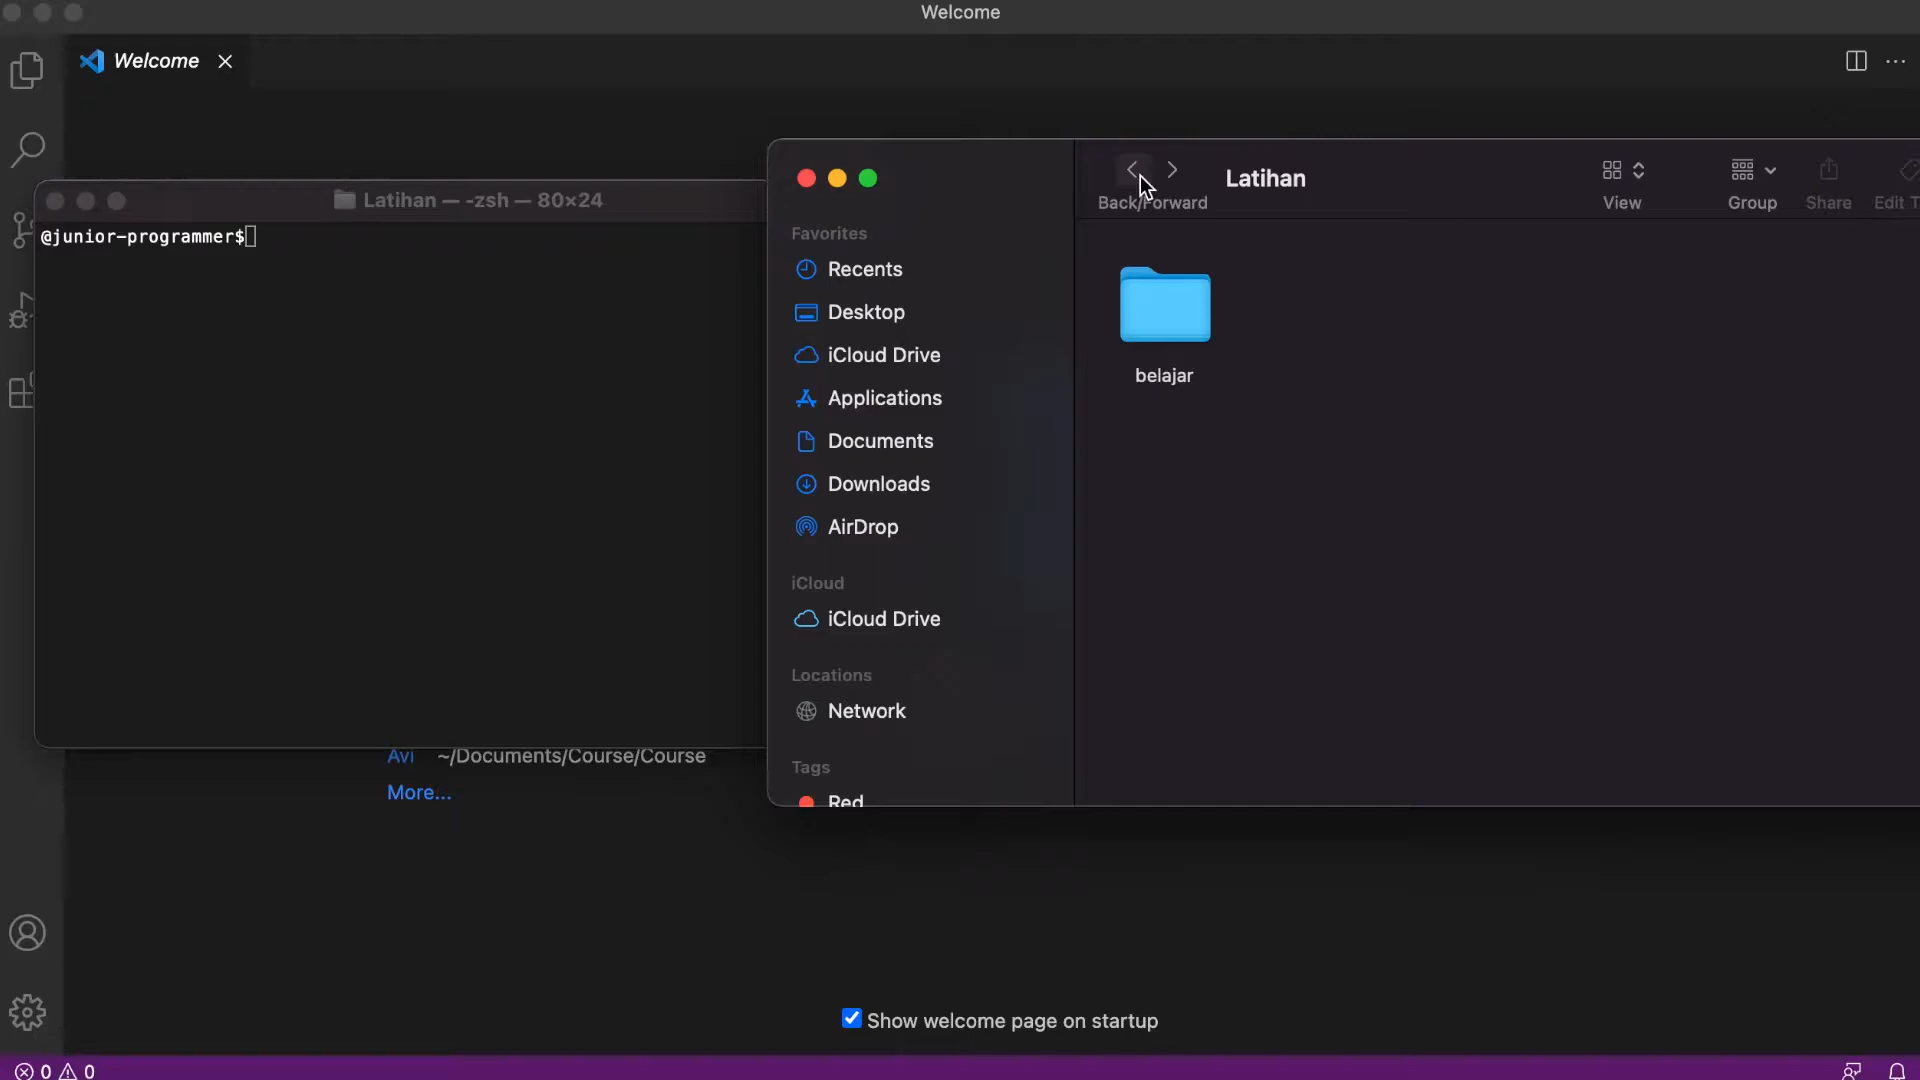 Welcome
Welcome
Latihan — -zsh — 80×24
@junior-programmer$
Back/Forward
Latihan
View
Group
Share
Edit T
Favorites
Recents
Desktop
iCloud Drive
Applications
Documents
Downloads
AirDrop
iCloud
iCloud Drive
Locations
Network
Tags
Red
belajar
Avi ~/Documents/Course/Course
More...
Show welcome page on startup
0 0